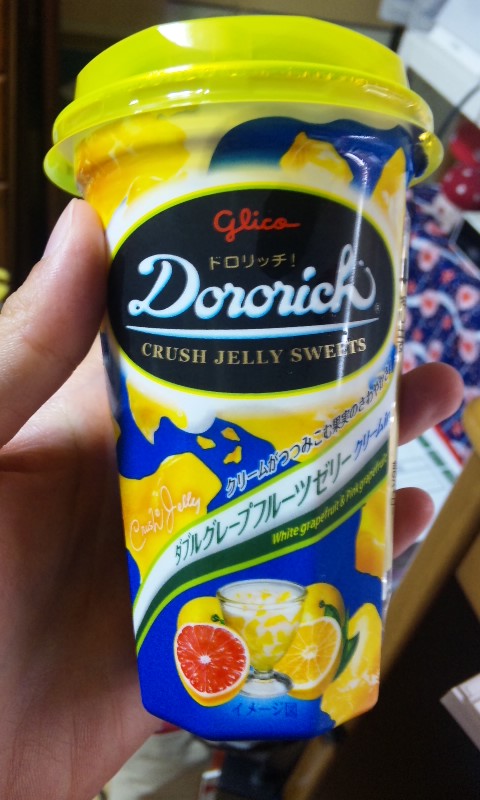 Glico
ドロリッチ!
Dororich
CRUSH JELLY SWEETS
クリームがつつみこむ果実のさわやか
Crush Jelly
ダブルグレープフルーツゼリー クリーム
White grapefruit & Pink grapefruit
イメージ図